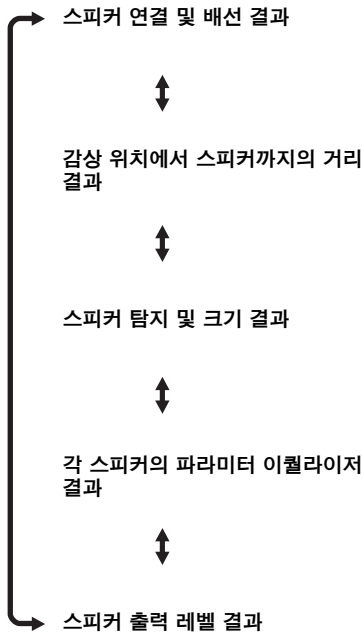 스피커 연결 및 배선 결과
감상 위치에서 스피커까지의 거리
결과
스피커 탐지 및 크기 결과
각 스피커의 파라미터 이퀄라이저
결과
스피커 출력 레벨 결과